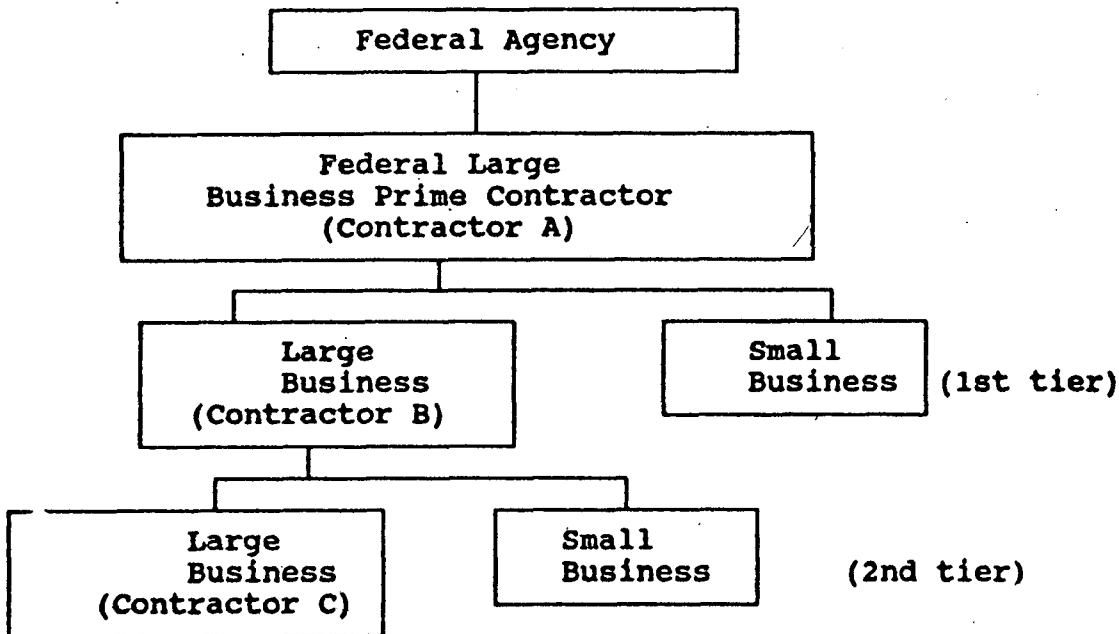 Federal Agency
Federal Large
Business Prime Contractor
(Contractor A)
Large
Business
(Contractor B)
Small
Business
(1st tier)
Large
Business
(Contractor C)
Small
Business
(2nd tier)